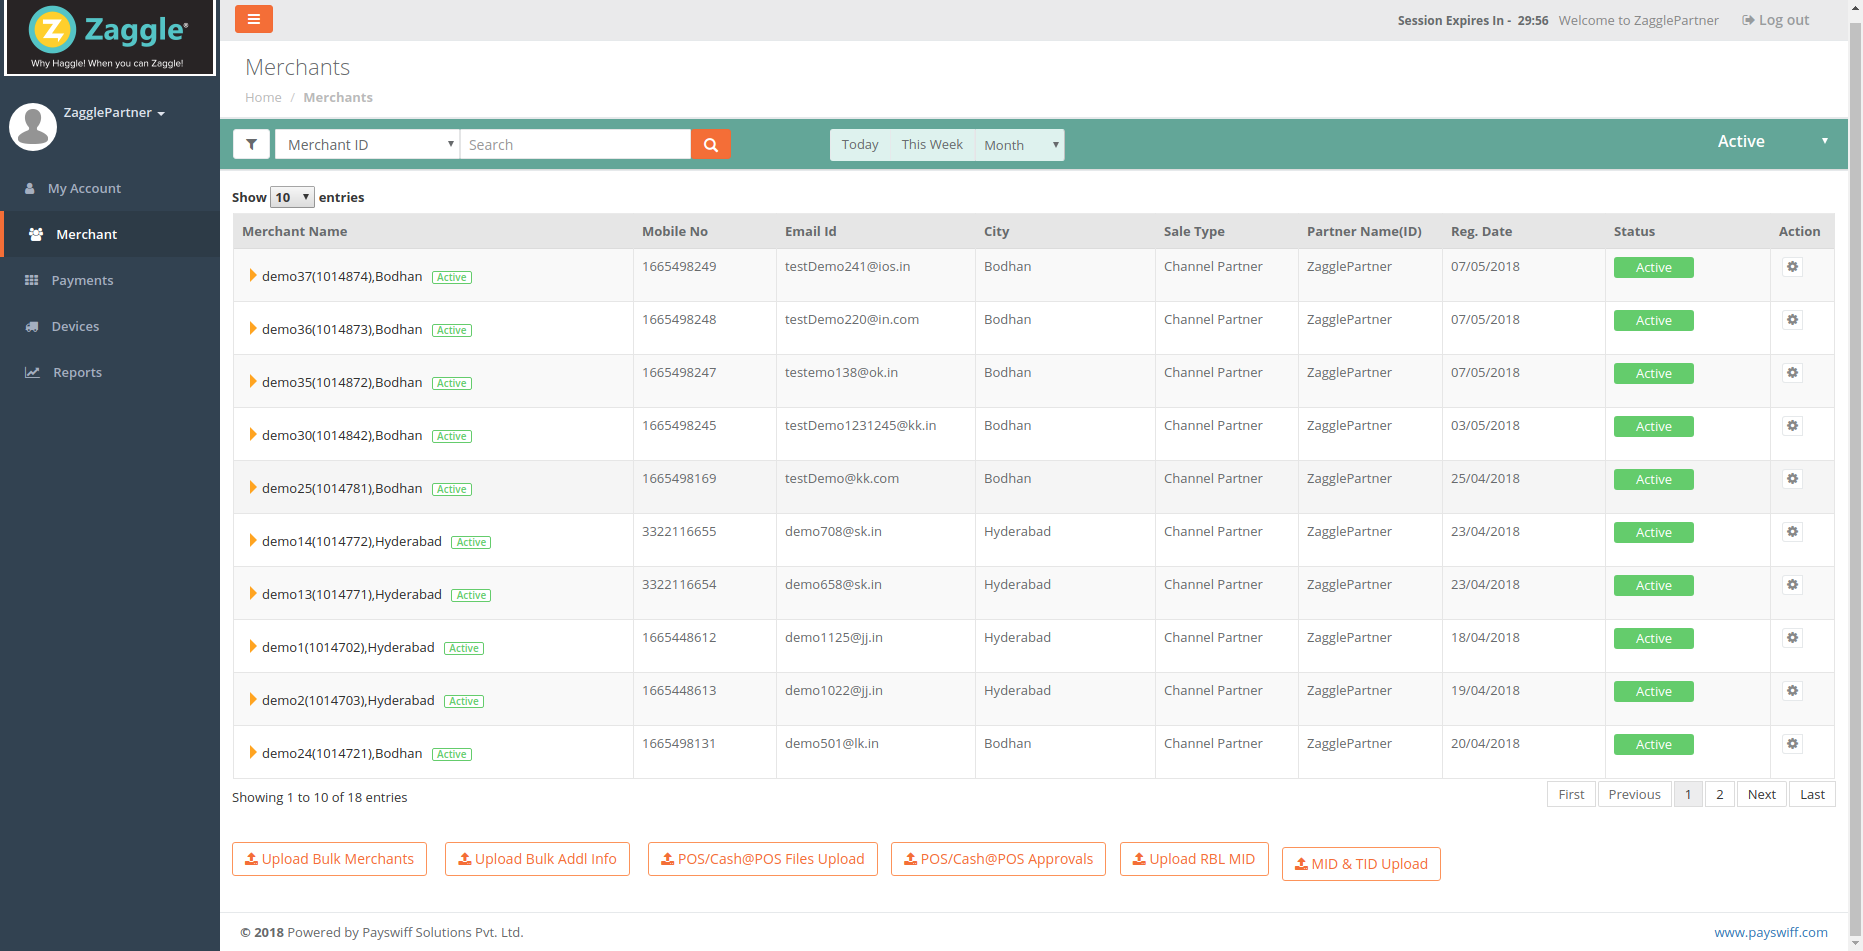 Zaggle®
Why Haggle! When you can Zaggle!
Session Expires In - 29:56 Welcome to ZagglePartner Log out
ZagglePartner
My Account
Merchant
Payments
Devices
Reports
Merchants
Home / Merchants
Merchant ID Search Today This Week Month Active
Show 10 entries
Merchant Name Mobile No Email Id City Sale Type Partner Name(ID) Reg. Date Status Action
demo37(1014874),Bodhan Active 1665498249 testDemo241@ios.in Bodhan Channel Partner ZagglePartner 07/05/2018 Active
demo36(1014873),Bodhan Active 1665498248 testDemo220@in.com Bodhan Channel Partner ZagglePartner 07/05/2018 Active
demo35(1014872),Bodhan Active 1665498247 testemo138@ok.in Bodhan Channel Partner ZagglePartner 07/05/2018 Active
demo30(1014842),Bodhan Active 1665498245 testDemo1231245@kk.in Bodhan Channel Partner ZagglePartner 03/05/2018 Active
demo25(1014781),Bodhan Active 1665498169 testDemo@kk.com Bodhan Channel Partner ZagglePartner 25/04/2018 Active
demo14(1014772),Hyderabad Active 3322116655 demo708@sk.in Hyderabad Channel Partner ZagglePartner 23/04/2018 Active
demo13(1014771),Hyderabad Active 3322116654 demo658@sk.in Hyderabad Channel Partner ZagglePartner 23/04/2018 Active
demo1(1014702),Hyderabad Active 1665448612 demo1125@jj.in Hyderabad Channel Partner ZagglePartner 18/04/2018 Active
demo2(1014703),Hyderabad Active 1665448613 demo1022@jj.in Hyderabad Channel Partner ZagglePartner 19/04/2018 Active
demo24(1014721),Bodhan Active 1665498131 demo501@lk.in Bodhan Channel Partner ZagglePartner 20/04/2018 Active
Showing 1 to 10 of 18 entries First Previous 1 2 Next Last
Upload Bulk Merchants Upload Bulk Addl Info POS/Cash@POS Files Upload POS/Cash@POS Approvals Upload RBL MID MID & TID Upload
© 2018 Powered by Payswiff Solutions Pvt. Ltd. www.payswiff.com